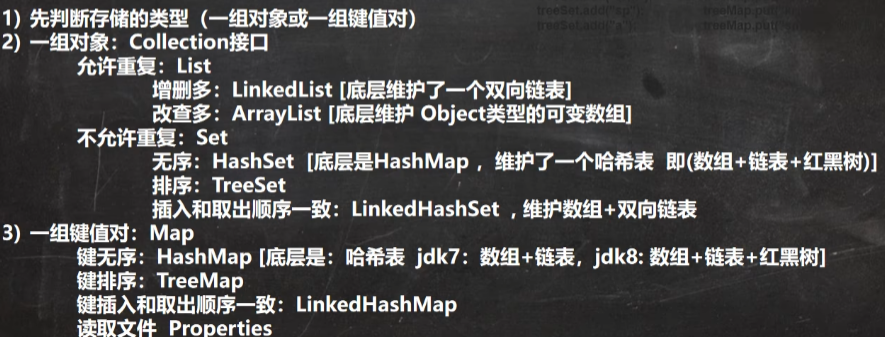 treeSet.add("sp"); treeMap.put("
1) 先判断存储的类型（一组对象或一组键值对）
2) 一组对象：Collection接口
允许重复：List
增删多：LinkedList [底层维护了一个双向链表]
改查多：ArrayList [底层维护 Object类型的可变数组]
不允许重复：Set
无序：HashSet [底层是HashMap ，维护了一个哈希表 即(数组+链表+红黑树)]
排序：TreeSet
插入和取出顺序一致：LinkedHashSet , 维护数组+双向链表
3) 一组键值对：Map
键无序：HashMap [底层是：哈希表 jdk7：数组+链表，jdk8: 数组+链表+红黑树]
键排序：TreeMap
键插入和取出顺序一致：LinkedHashMap
读取文件 Properties